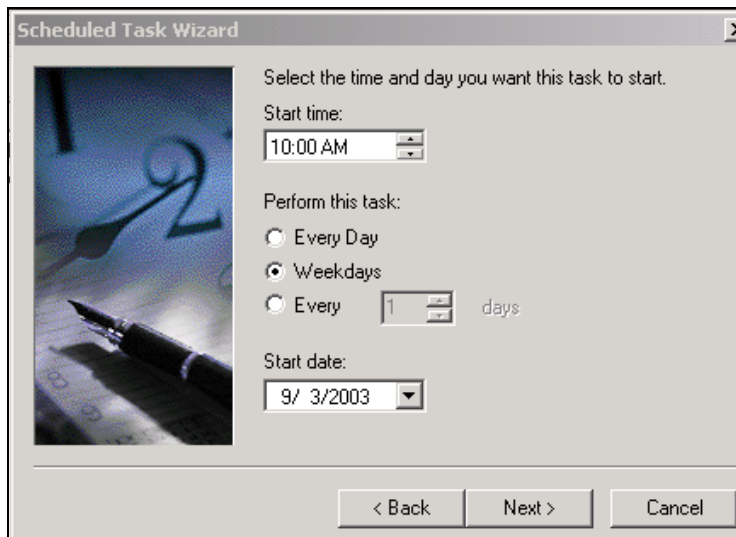 Scheduled Task Wizard
Select the time and day you want this task to start.
Start time:
10:00 AM
Perform this task:
Every Day
Weekdays
Every 1 days
Start date:
9/ 3/2003
< Back Next > Cancel
2